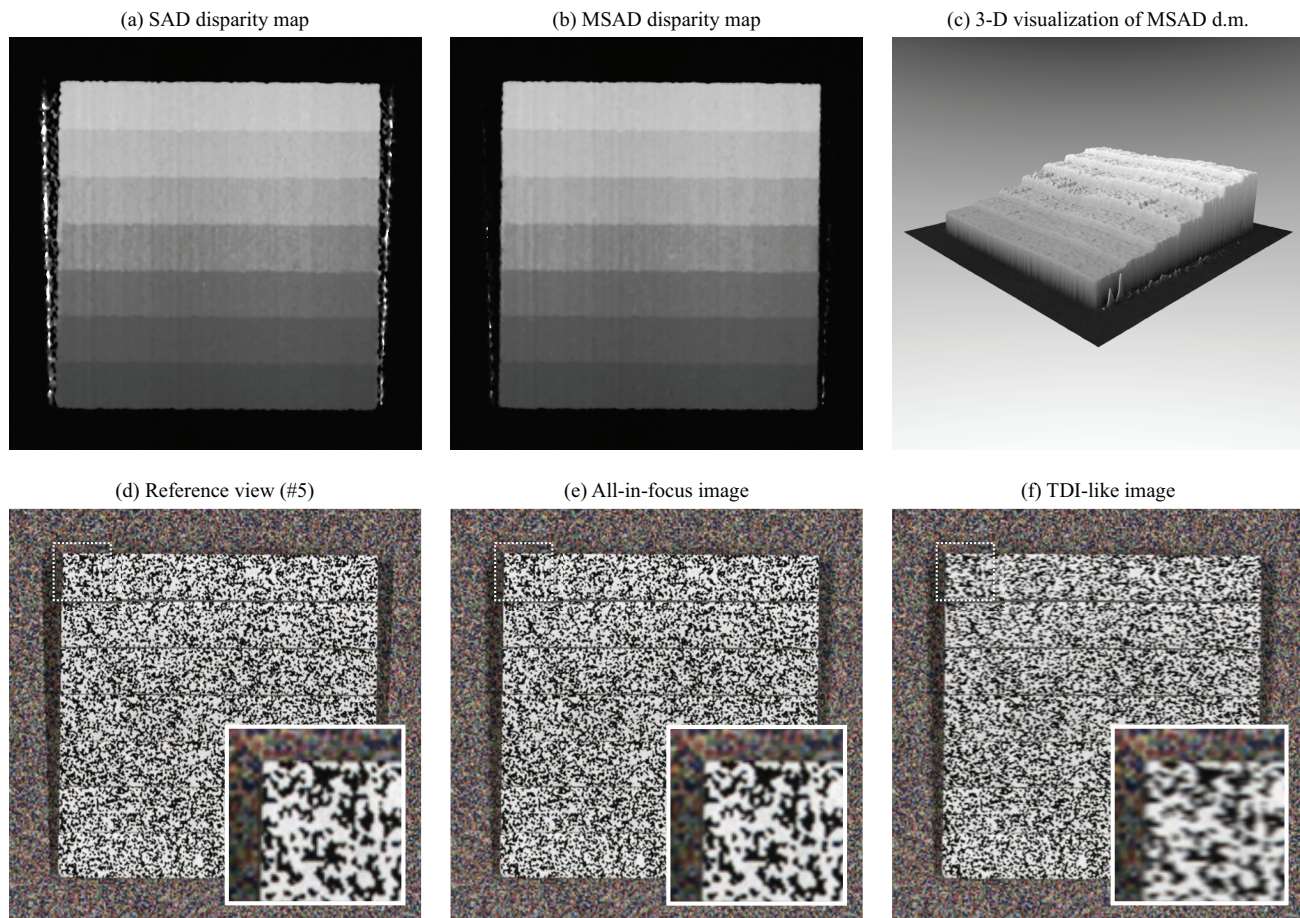 (a) SAD disparity map
(b) MSAD disparity map
(c) 3-D visualization of MSAD d.m.
(d) Reference view (#5)
(e) All-in-focus image
(f) TDI-like image